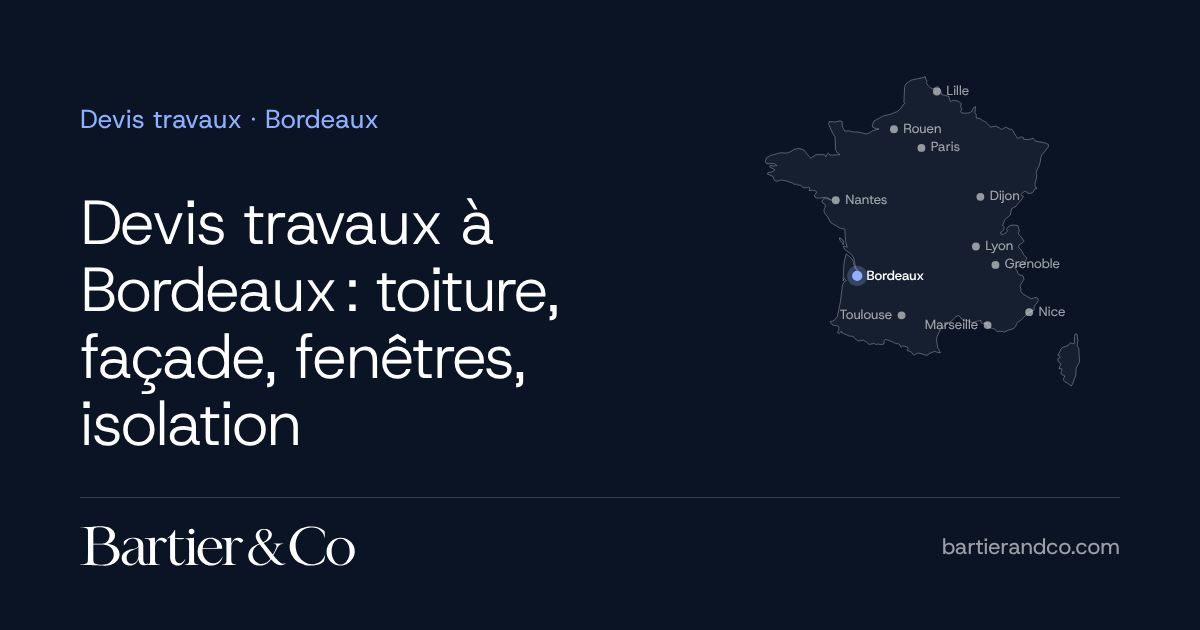 Devis travaux · Bordeaux
Devis travaux à
Bordeaux : toiture,
façade, fenêtres,
isolation
Lille
Rouen
Paris
Nantes
Dijon
Lyon
Grenoble
Bordeaux
Toulouse
Nice
Marseille
Bartier & Co
bartierandco.com